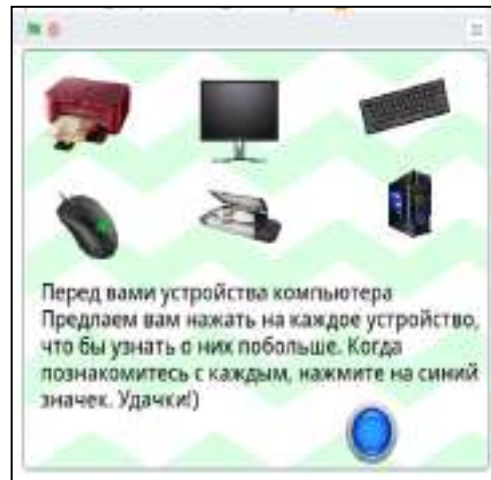 Перед вами устройства компьютера
Предлаем вам нажать на каждое устройство,
что бы узнать о них побольше. Когда
познакомитесь с каждым, нажмите на синий
значек. Удачки!)